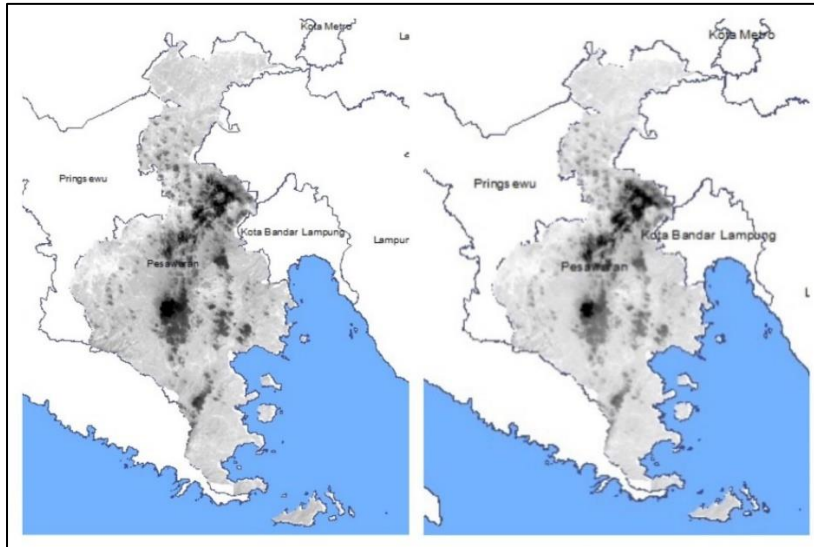 Kota Metro
La
Pringsewu
Kota Bandar Lampung
Lampun
Pesawaran
Kota Metro
Pringsewu
Kota Bandar Lampung
Pesawaran
L